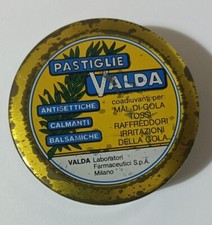 PASTIGLIE
VALDA
ANTISETTICHE
CALMANTI
BALSAMICHE
coadiuvanti per
MAL DI GOLA
TOSSI
RAFFREDDORI
IRRITAZIONI
DELLA GOLA
VALDA Laboratori
Farmaceutici S.p.A.
Milano